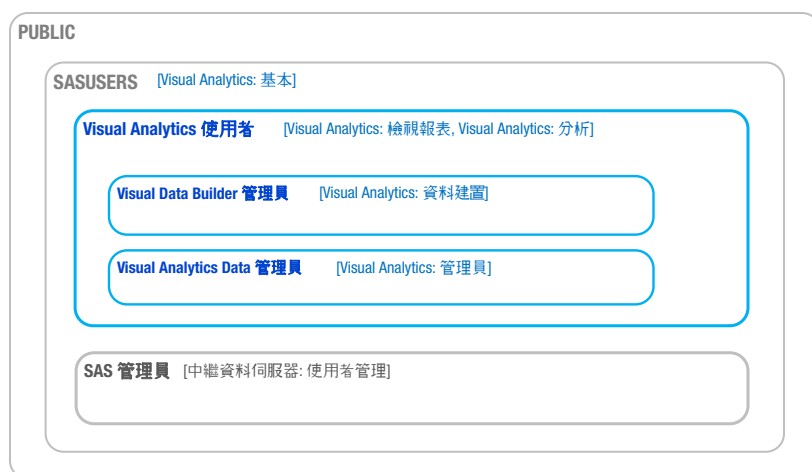 PUBLIC
SASUSERS [Visual Analytics: 基本]
Visual Analytics 使用者 [Visual Analytics: 檢視報表, Visual Analytics: 分析]
Visual Data Builder 管理員 [Visual Analytics: 資料建置]
Visual Analytics Data 管理員 [Visual Analytics: 管理員]
SAS 管理員 [中繼資料伺服器: 使用者管理]